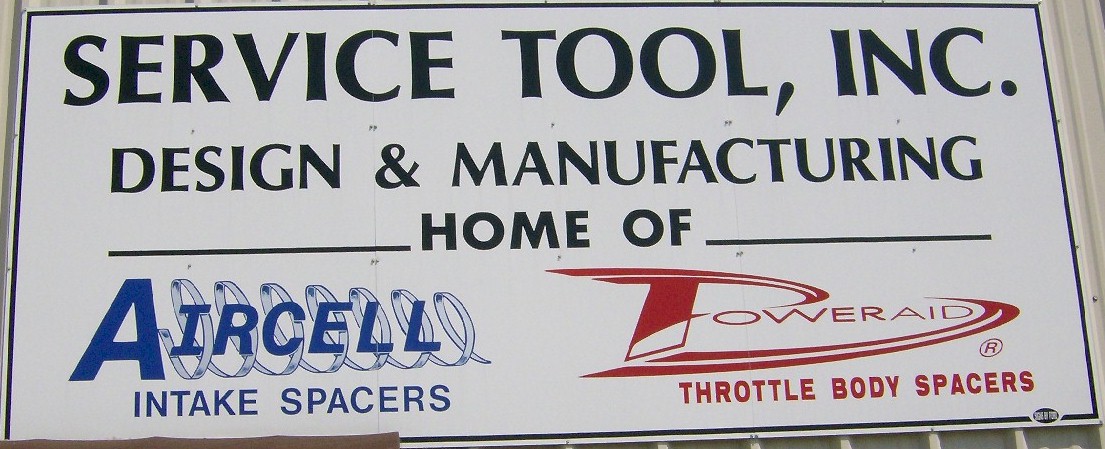 SERVICE TOOL, INC.
DESIGN & MANUFACTURING
HOME OF
AIRCELL
INTAKE SPACERS
POWERAID ®
THROTTLE BODY SPACERS